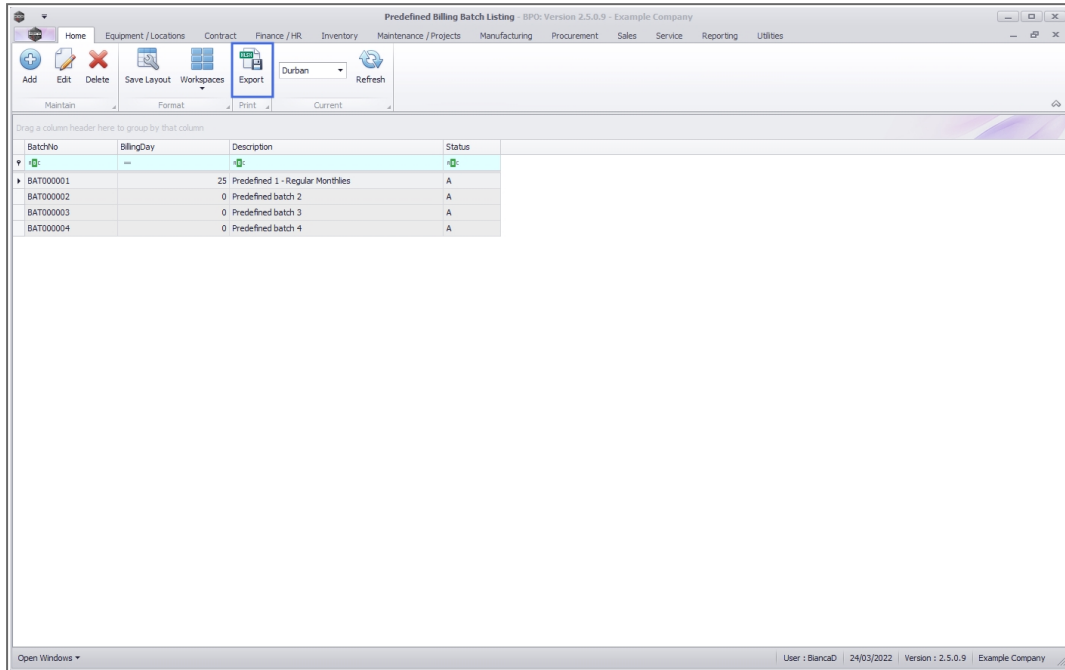 Predefined Billing Batch Listing - BPO: Version 2.5.0.9 - Example Company
Home Equipment / Locations Contract Finance / HR Inventory Maintenance / Projects Manufacturing Procurement Sales Service Reporting Utilities
Add Edit Delete Save Layout Workspaces Export Durban Refresh
Maintain Format Print Current
Drag a column header here to group by that column
BatchNo BillingDay Description Status
BAT000001 25 Predefined 1 - Regular Monthlies A
BAT000002 0 Predefined batch 2 A
BAT000003 0 Predefined batch 3 A
BAT000004 0 Predefined batch 4 A
Open Windows User : BiancaD 24/03/2022 Version : 2.5.0.9 Example Company